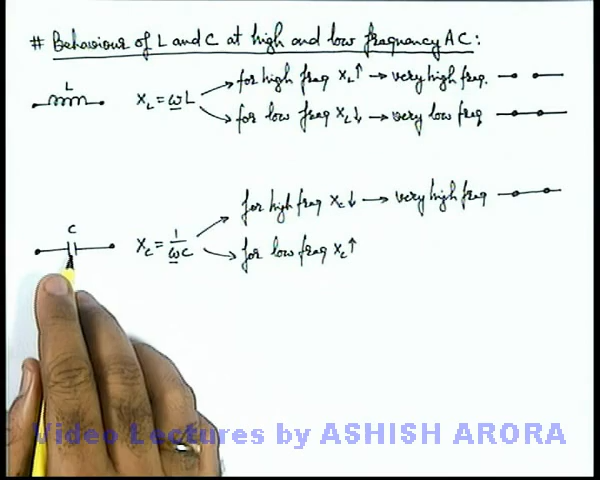 # Behaviour of L and C at high and low frequency AC:
L
X_L = ωL
for high freq X_L↑ → very high freq.
for low freq X_L↓ → very low freq
C
X_C = 1/ωC
for high freq X_C↓ → very high freq
for low freq X_C↑
Video Lectures by ASHISH ARORA